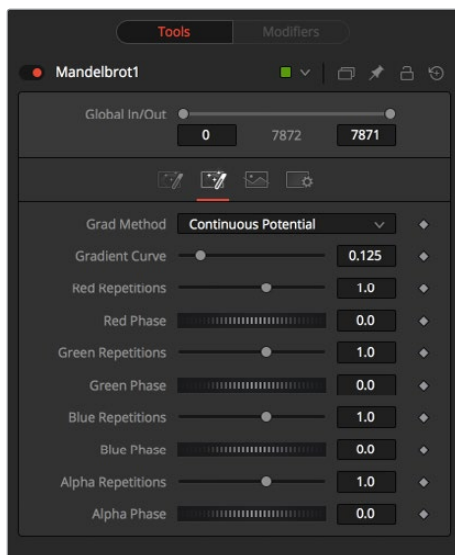 Tools Modifiers
Mandelbrot1
Global In/Out
0 7872 7871
Grad Method Continuous Potential
Gradient Curve 0.125
Red Repetitions 1.0
Red Phase 0.0
Green Repetitions 1.0
Green Phase 0.0
Blue Repetitions 1.0
Blue Phase 0.0
Alpha Repetitions 1.0
Alpha Phase 0.0